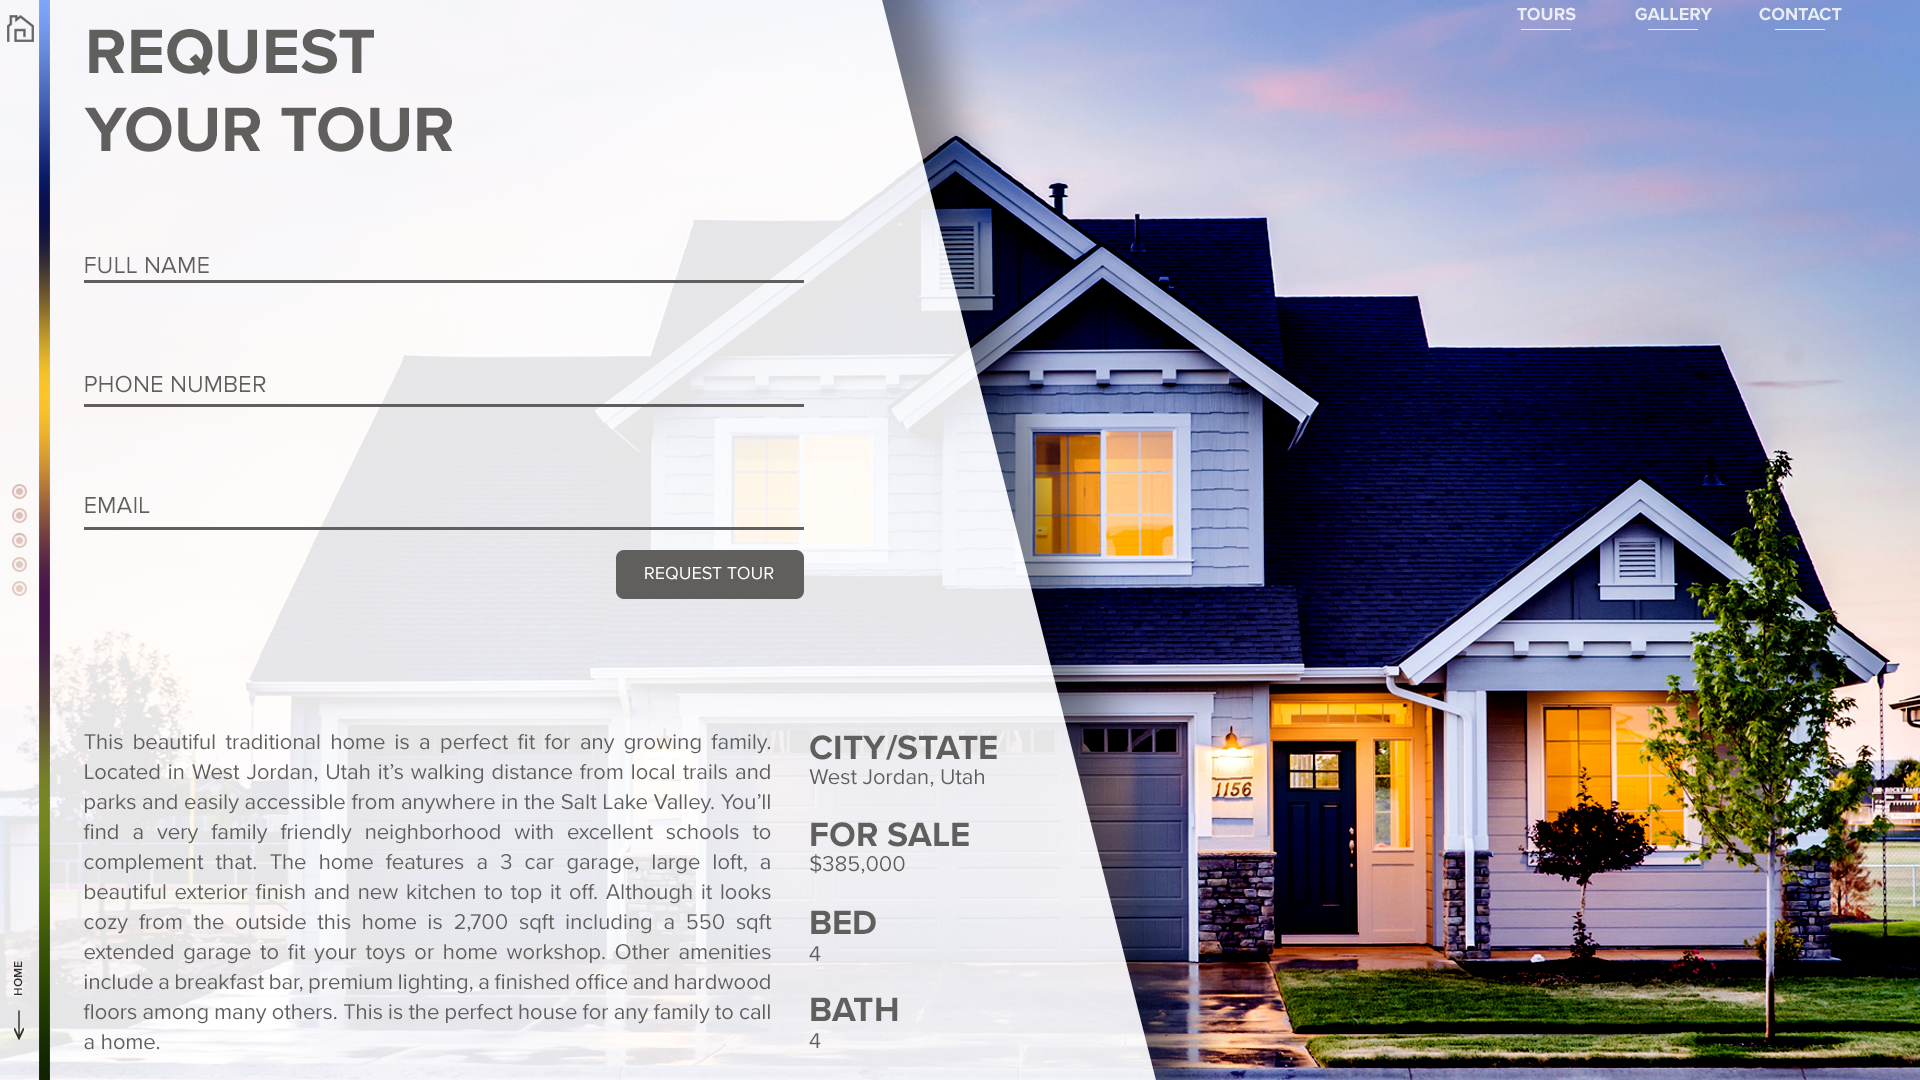 TOURS
GALLERY
CONTACT
REQUEST
YOUR TOUR
FULL NAME
PHONE NUMBER
EMAIL
REQUEST TOUR
This beautiful traditional home is a perfect fit for any growing family.
Located in West Jordan, Utah it’s walking distance from local trails and
parks and easily accessible from anywhere in the Salt Lake Valley. You’ll
find a very family friendly neighborhood with excellent schools to
complement that. The home features a 3 car garage, large loft, a
beautiful exterior finish and new kitchen to top it off. Although it looks
cozy from the outside this home is 2,700 sqft including a 550 sqft
extended garage to fit your toys or home workshop. Other amenities
include a breakfast bar, premium lighting, a finished office and hardwood
floors among many others. This is the perfect house for any family to call
a home.
CITY/STATE
West Jordan, Utah
FOR SALE
$385,000
BED
4
BATH
4
1156
HOME